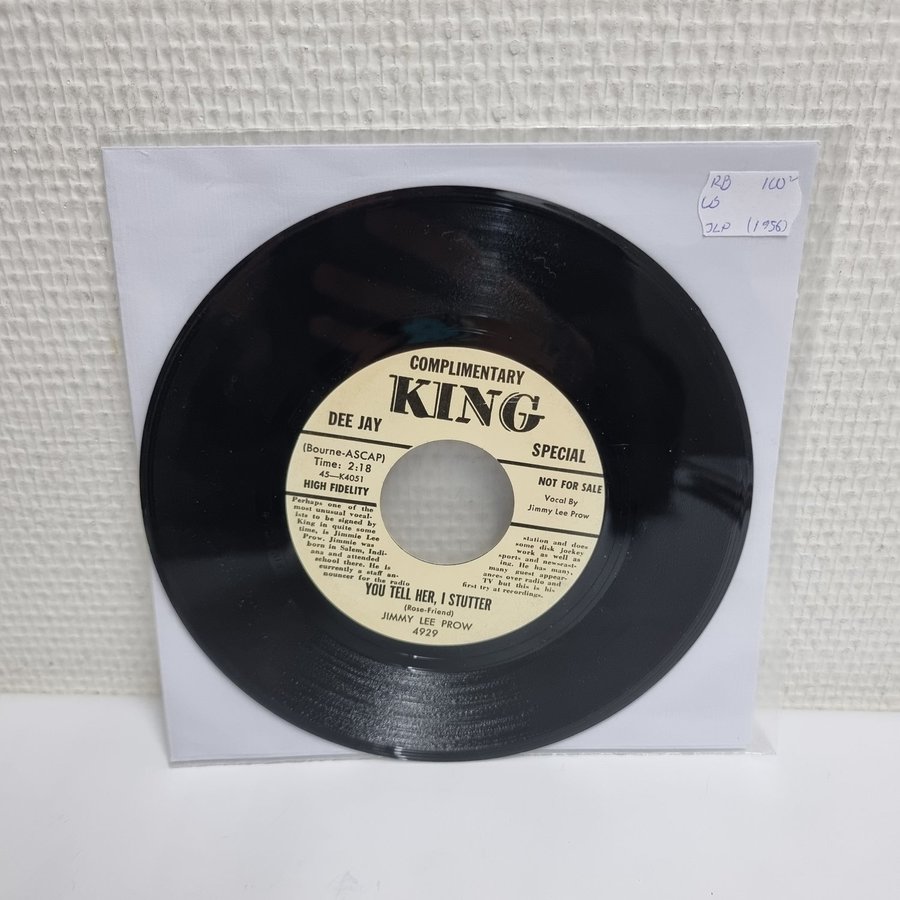 RB 100
JLP (1956)
COMPLIMENTARY
KING
DEE JAY
SPECIAL
(Bourne-ASCAP)
Time: 2:18
45—K4051
HIGH FIDELITY
NOT FOR SALE
Vocal By
Jimmy Lee Prow
Perhaps one of the
most unusual vocal-
ists to be signed by
King in quite some
time, is Jimmie Lee
Prow. Jimmie was
born in Salem, Indi-
ana and attended
school there. He is
currently a staff an-
nouncer for the radio
station and does
some disk jockey
work as well as
sports and newscast-
ing. He has many,
many guest appear-
ances over radio and
TV but this is his
first try at recordings.
YOU TELL HER, I STUTTER
(Rose-Friend)
JIMMY LEE PROW
4929